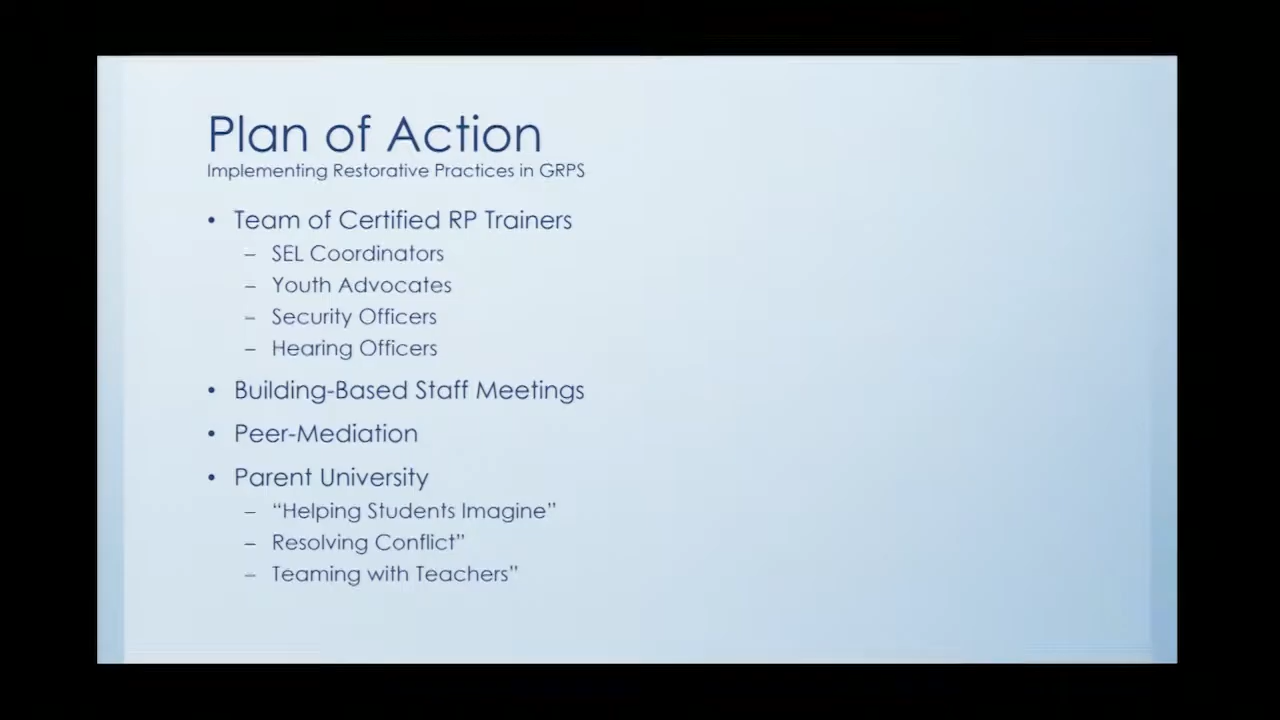 Plan of Action
Implementing Restorative Practices in GRPS
• Team of Certified RP Trainers
– SEL Coordinators
– Youth Advocates
– Security Officers
– Hearing Officers
• Building-Based Staff Meetings
• Peer-Mediation
• Parent University
– “Helping Students Imagine”
– Resolving Conflict”
– Teaming with Teachers”